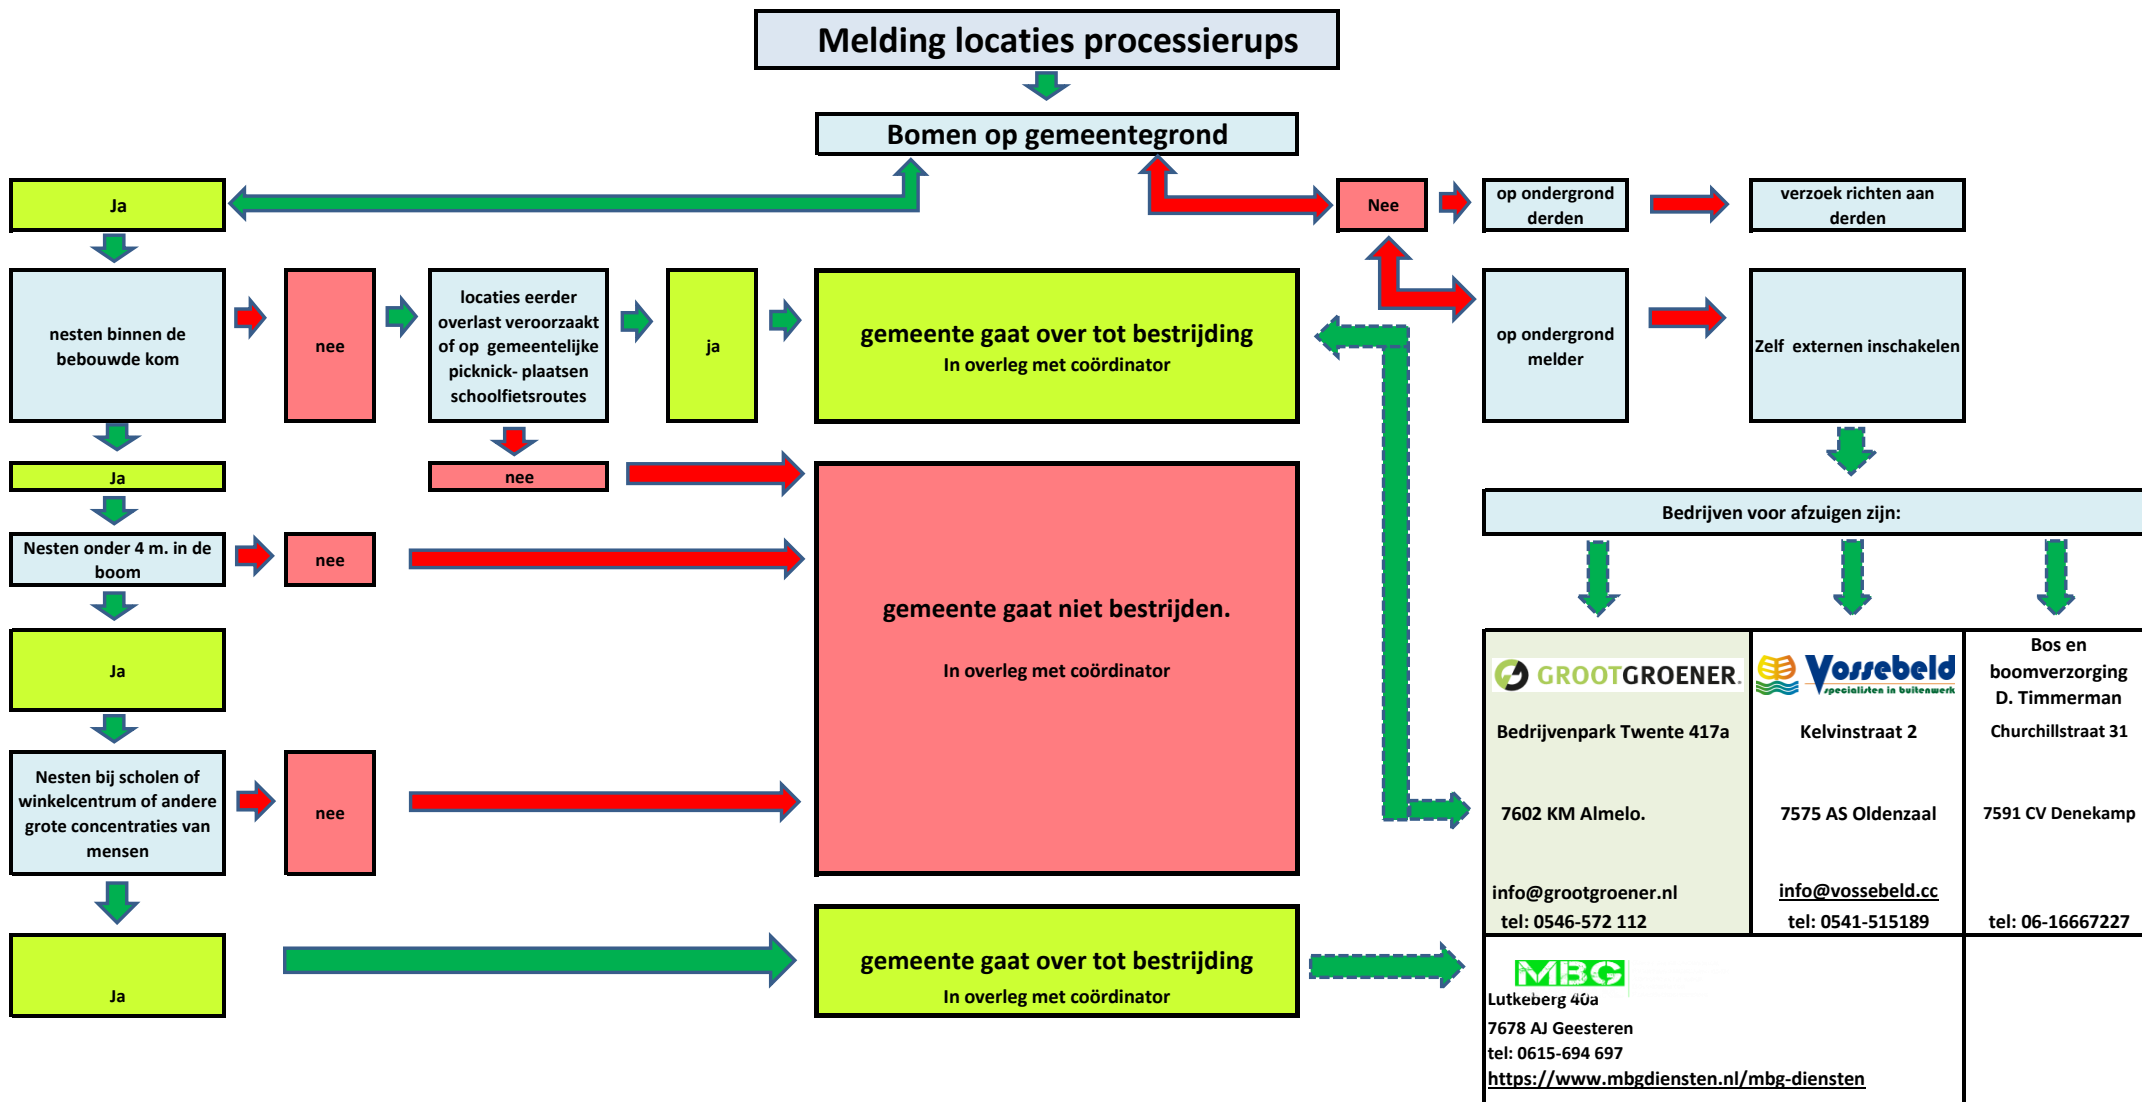 Melding locaties processierups
Bomen op gemeentegrond
Ja
Nee
op ondergrond
derden
verzoek richten aan
derden
nesten binnen de
bebouwde kom
nee
locaties eerder
overlast veroorzaakt
of op gemeentelijke
picknick- plaatsen
schoolfietsroutes
ja
gemeente gaat over tot bestrijding
In overleg met coördinator
op ondergrond
melder
Zelf externen inschakelen
Ja
nee
Nesten onder 4 m. in de
boom
nee
gemeente gaat niet bestrijden.
In overleg met coördinator
Bedrijven voor afzuigen zijn:
Ja
Nesten bij scholen of
winkelcentrum of andere
grote concentraties van
mensen
nee
GROOTGROENER.
Bedrijvenpark Twente 417a
7602 KM Almelo.
info@grootgroener.nl
tel: 0546-572 112
Vossebeld
specialisten in buitenwerk
Kelvinstraat 2
7575 AS Oldenzaal
info@vossebeld.cc
tel: 0541-515189
Bos en
boomverzorging
D. Timmerman
Churchillstraat 31
7591 CV Denekamp
tel: 06-16667227
Ja
gemeente gaat over tot bestrijding
In overleg met coördinator
MBG
Lutkeberg 40a
7678 AJ Geesteren
tel: 0615-694 697
https://www.mbgdiensten.nl/mbg-diensten